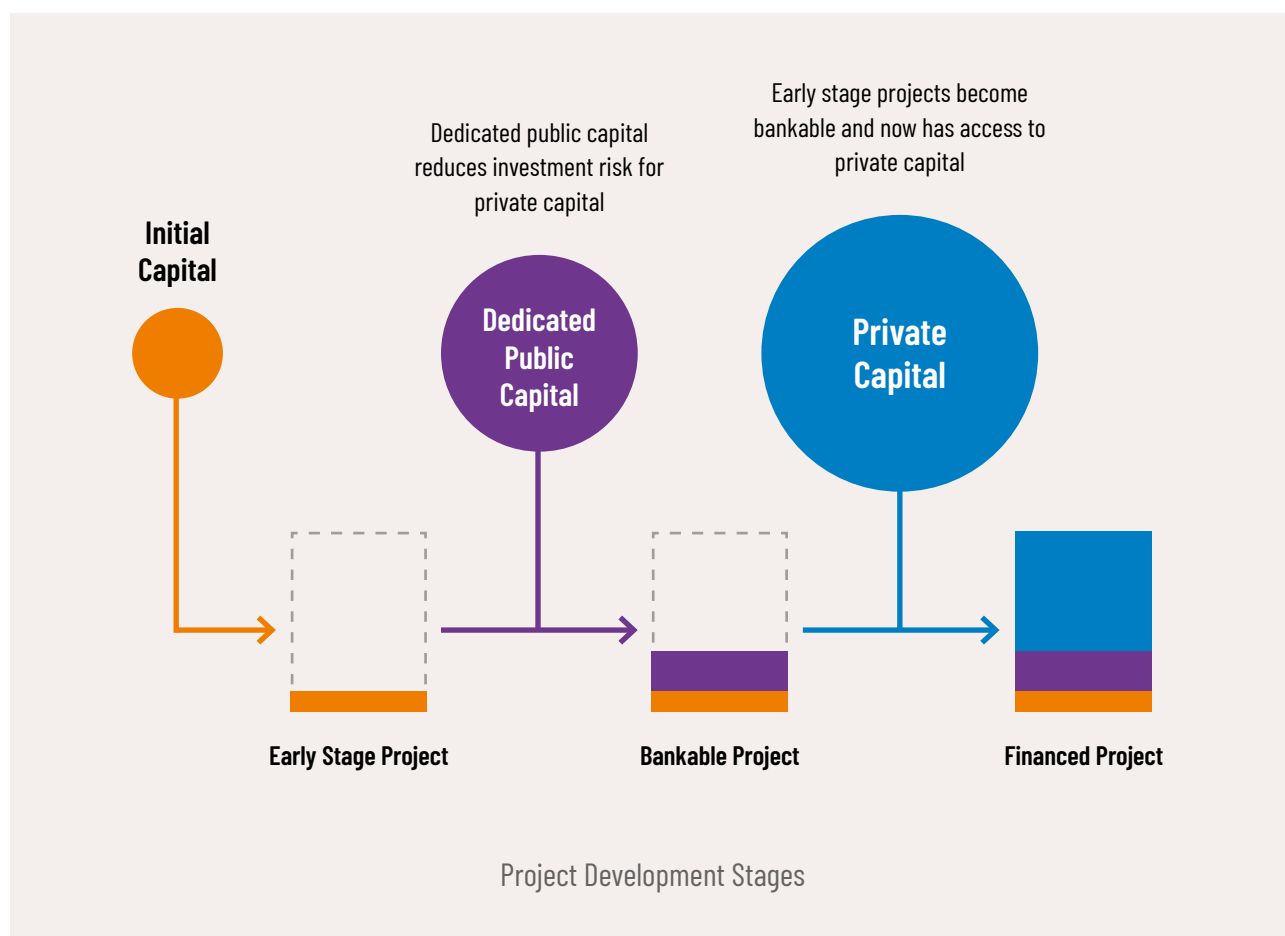 Initial
Capital
Dedicated public capital
reduces investment risk for
private capital
Dedicated
Public
Capital
Early stage projects become
bankable and now has access to
private capital
Private
Capital
Early Stage Project
Bankable Project
Financed Project
Project Development Stages